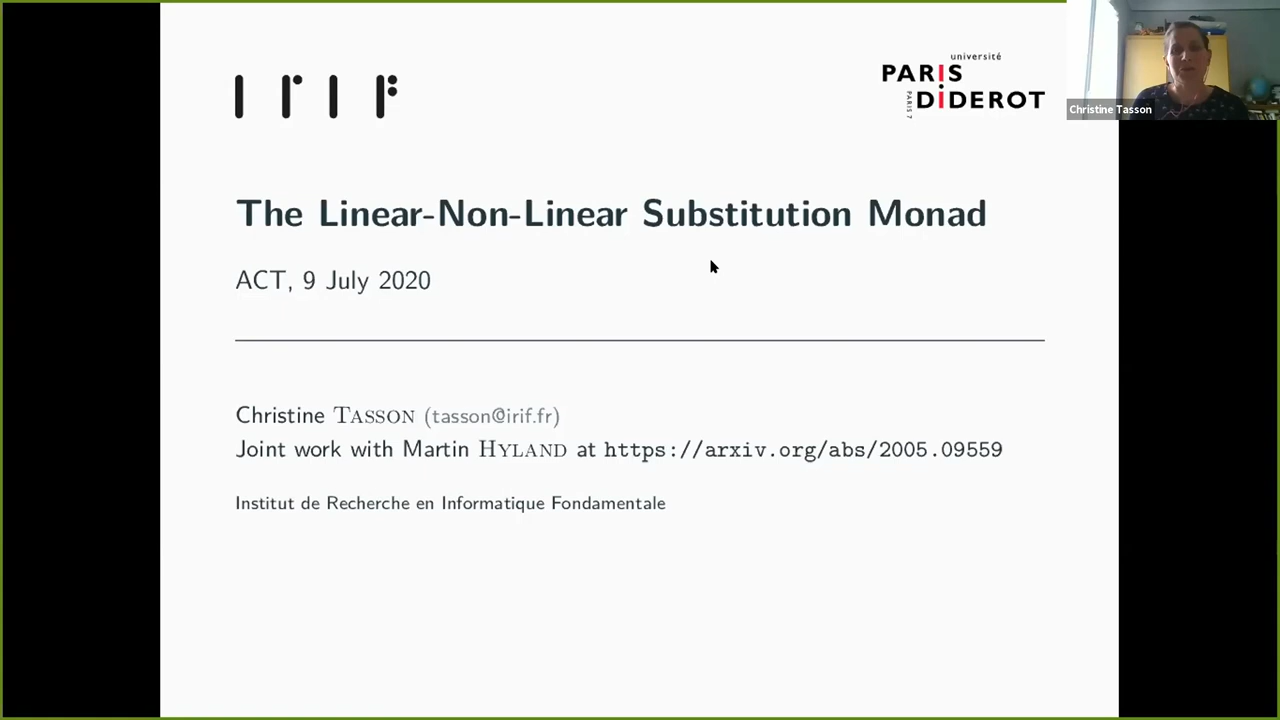 IRIF
université
PARIS
DIDEROT
PARIS 7
Christine Tasson
The Linear-Non-Linear Substitution Monad
ACT, 9 July 2020
Christine TASSON (tasson@irif.fr)
Joint work with Martin HYLAND at https://arxiv.org/abs/2005.09559
Institut de Recherche en Informatique Fondamentale